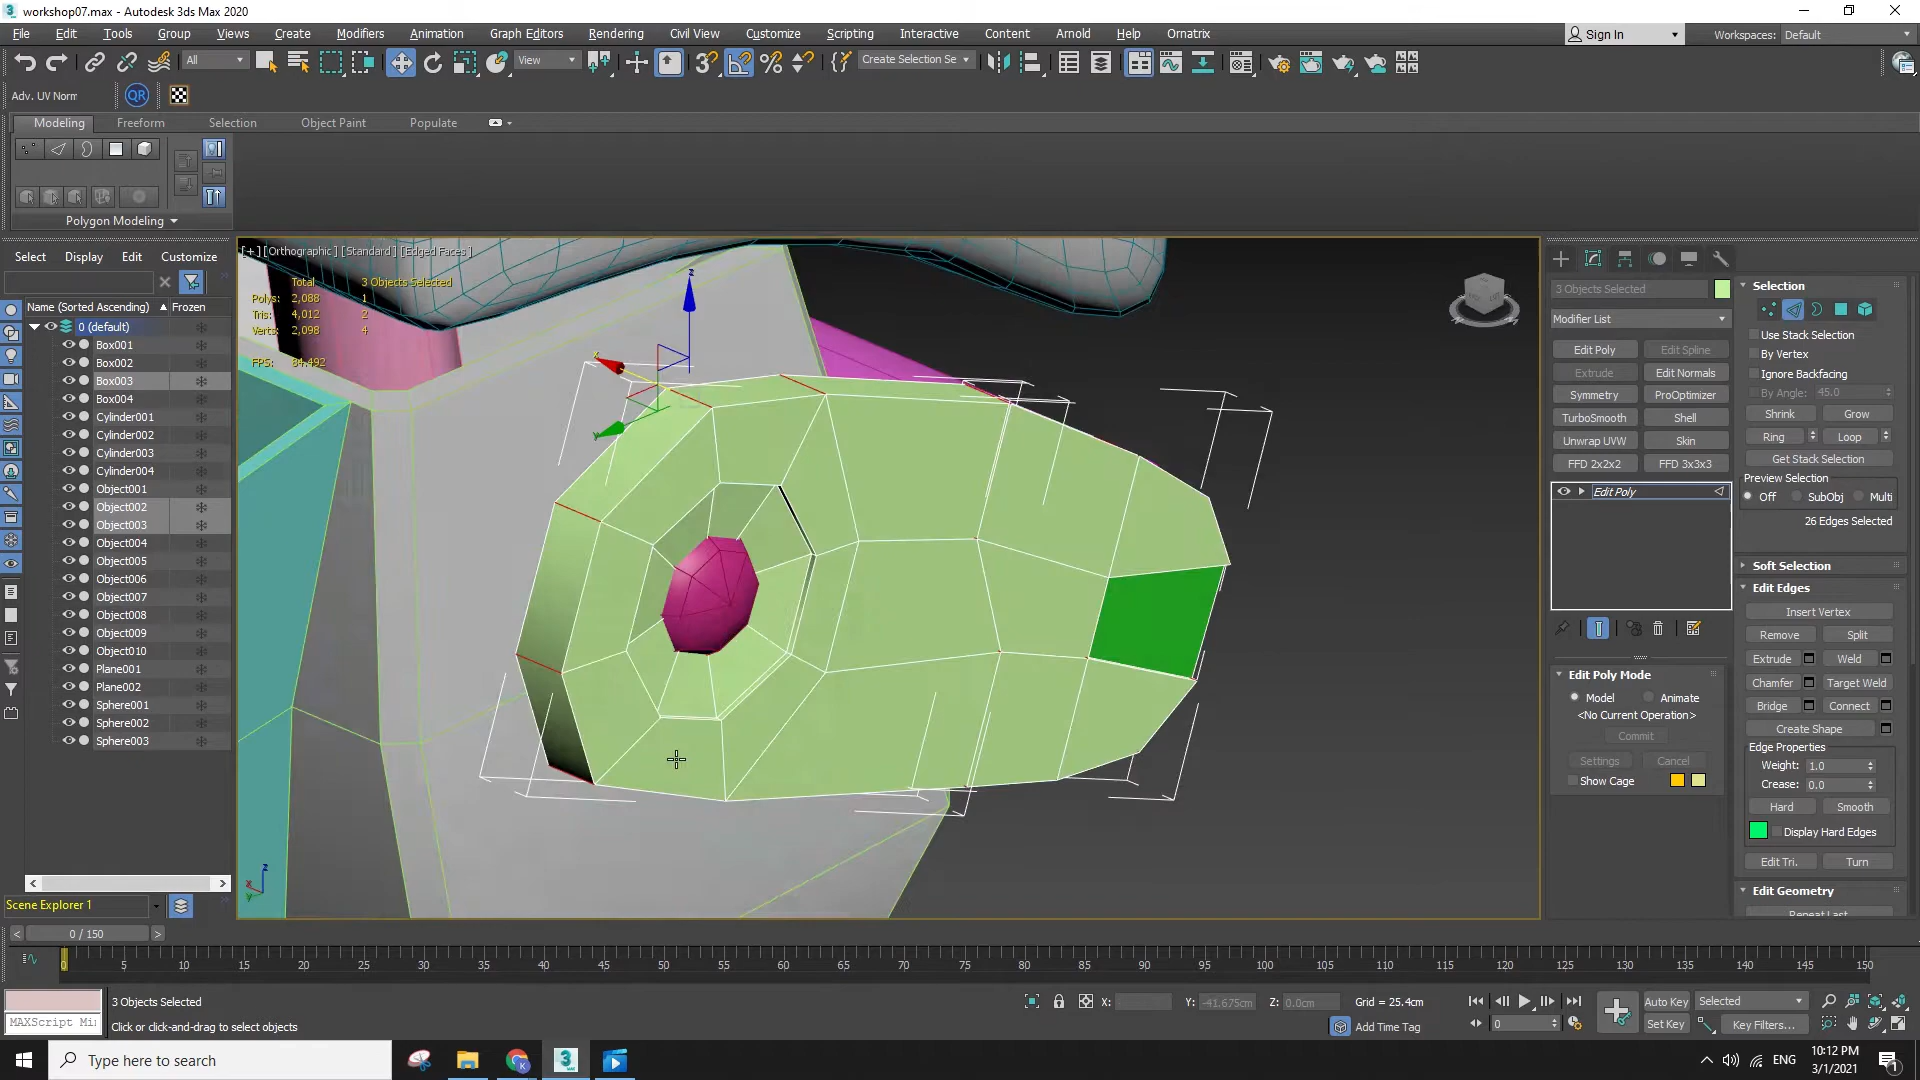 workshop07.max - Autodesk 3ds Max 2020
File Edit Tools Group Views Create Modifiers Animation Graph Editors Rendering Civil View Customize Scripting Interactive Content Arnold Help Ornatrix
Sign In
Workspaces: Default
All
View
Create Selection Se
Adv. UV Norm
QR
Modeling Freeform Selection Object Paint Populate
Polygon Modeling
Select Display Edit Customize
Name (Sorted Ascending) Frozen
0 (default)
Box001
Box002
Box003
Box004
Cylinder001
Cylinder002
Cylinder003
Cylinder004
Object001
Object002
Object003
Object004
Object005
Object006
Object007
Object008
Object009
Object010
Plane001
Plane002
Sphere001
Sphere002
Sphere003
Scene Explorer 1
[+] [Orthographic] [Standard] [Edged Faces]
Total 3 Objects Selected
Polys: 2,088 1
Tris: 4,012 2
Verts: 2,098 4
FPS: 84.492
3 Objects Selected
Modifier List
Edit Poly Edit Spline
Extrude Edit Normals
Symmetry ProOptimizer
TurboSmooth Shell
Unwrap UVW Skin
FFD 2x2x2 FFD 3x3x3
Edit Poly
Edit Poly Mode
Model Animate
<No Current Operation>
Commit
Settings Cancel
Show Cage
Selection
Use Stack Selection
By Vertex
Ignore Backfacing
By Angle: 45.0
Shrink Grow
Ring Loop
Get Stack Selection
Preview Selection
Off SubObj Multi
26 Edges Selected
Soft Selection
Edit Edges
Insert Vertex
Remove Split
Extrude Weld
Chamfer Target Weld
Bridge Connect
Create Shape
Edge Properties
Weight: 1.0
Crease: 0.0
Hard Smooth
Display Hard Edges
Edit Tri. Turn
Edit Geometry
Repeat Last
0 / 150
0 5 10 15 20 25 30 35 40 45 50 55 60 65 70 75 80 85 90 95 100 105 110 115 120 125 130 135 140 145 150
3 Objects Selected
MAXScript Mi
Click or click-and-drag to select objects
X: Y: -41.675cm Z: 0.0cm Grid = 25.4cm
Add Time Tag
0
Auto Key Selected
Set Key Key Filters...
Type here to search
ENG
10:12 PM
3/1/2021
1